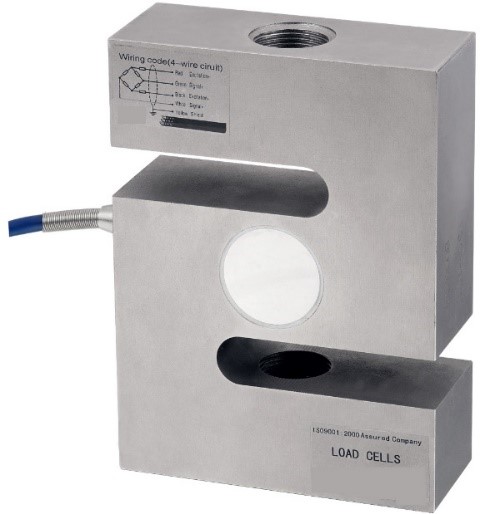 Wiring code(4-wire ciruit)
Red Excitation+
Green Signal+
Black Excitation-
White Signal-
Yellow Shield
ISO9001:2000 Assured Company
LOAD CELLS